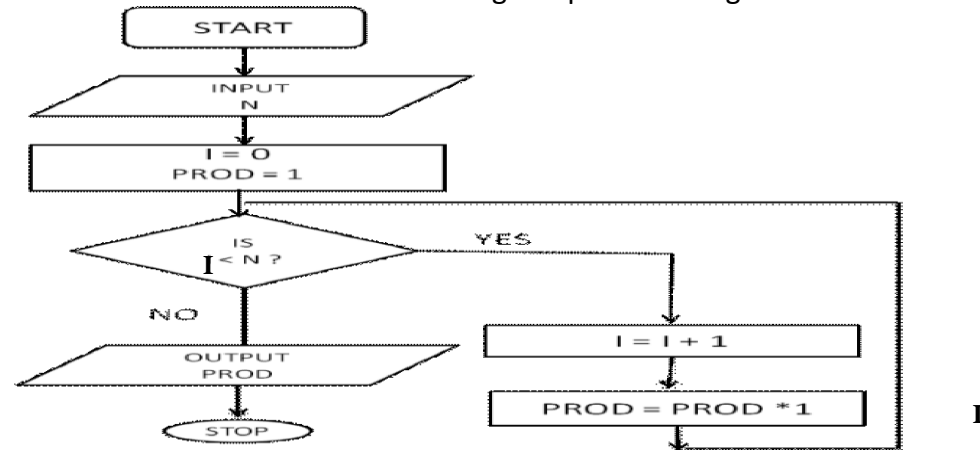 START
INPUT
N
I = 0
PROD = 1
IS
I < N ?
YES
NO
I = I + 1
OUTPUT
PROD
PROD = PROD * 1
I
STOP